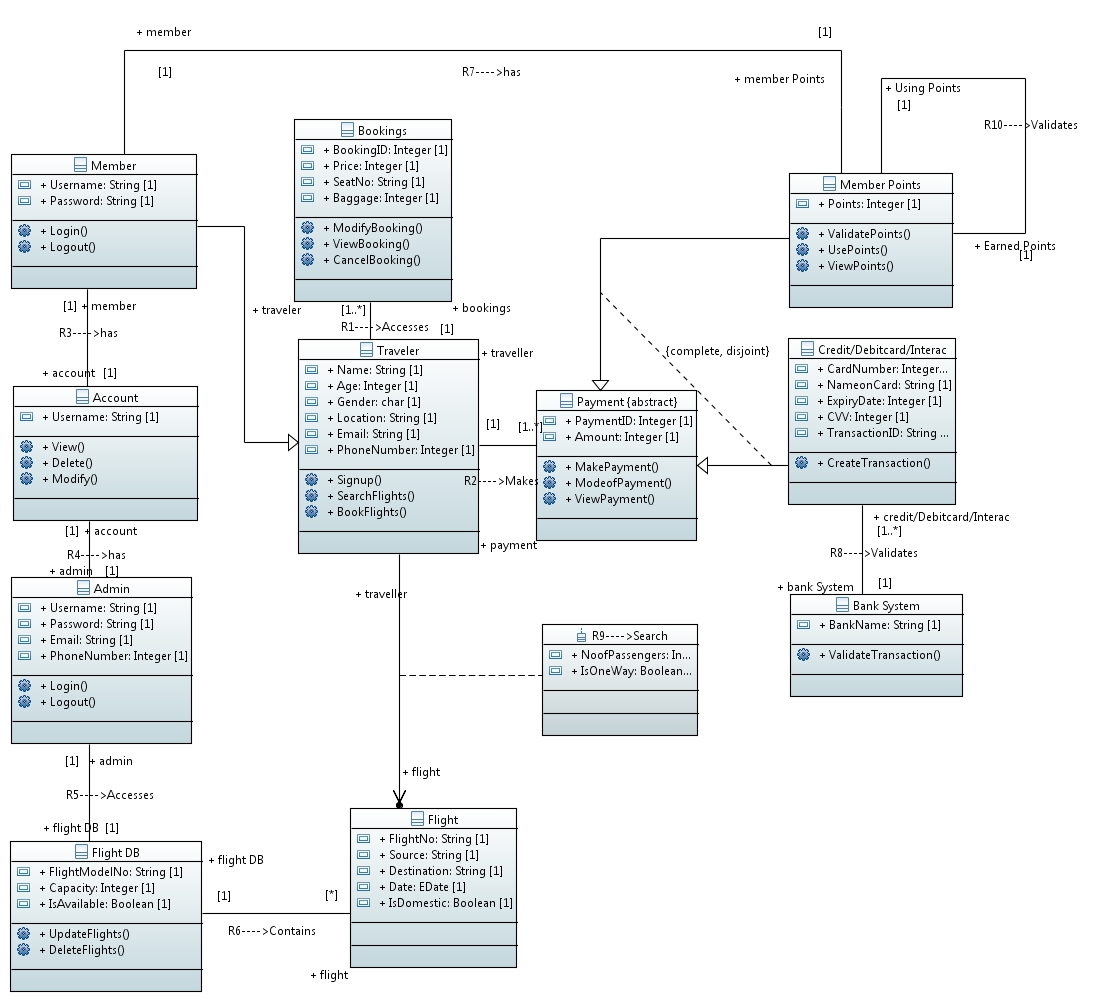 + member
[1]
[1]
R7---->has
+ member Points
+ Using Points
[1]
R10---->Validates
+ Earned Points
[1]
Member
+ Username: String [1]
+ Password: String [1]
+ Login()
+ Logout()
Bookings
+ BookingID: Integer [1]
+ Price: Integer [1]
+ SeatNo: String [1]
+ Baggage: Integer [1]
+ ModifyBooking()
+ ViewBooking()
+ CancelBooking()
Member Points
+ Points: Integer [1]
+ ValidatePoints()
+ UsePoints()
+ ViewPoints()
[1] + member
R3---->has
+ account [1]
+ traveler
[1..*]
+ bookings
R1---->Accesses
[1]
+ traveller
Traveler
+ Name: String [1]
+ Age: Integer [1]
+ Gender: char [1]
+ Location: String [1]
+ Email: String [1]
+ PhoneNumber: Integer [1]
+ Signup()
+ SearchFlights()
+ BookFlights()
[1]
[1..*]
R2---->Makes
+ payment
Payment {abstract}
+ PaymentID: Integer [1]
+ Amount: Integer [1]
+ MakePayment()
+ ModeofPayment()
+ ViewPayment()
{complete, disjoint}
Credit/Debitcard/Interac
+ CardNumber: Integer...
+ NameonCard: String [1]
+ ExpiryDate: Integer [1]
+ CVV: Integer [1]
+ TransactionID: String ...
+ CreateTransaction()
+ credit/Debitcard/Interac
[1..*]
R8---->Validates
+ bank System
[1]
Bank System
+ BankName: String [1]
+ ValidateTransaction()
Account
+ Username: String [1]
+ View()
+ Delete()
+ Modify()
[1] + account
R4---->has
+ admin [1]
Admin
+ Username: String [1]
+ Password: String [1]
+ Email: String [1]
+ PhoneNumber: Integer [1]
+ Login()
+ Logout()
[1] + admin
R5---->Accesses
+ flight DB [1]
+ traveller
R9---->Search
+ NoofPassengers: In...
+ IsOneWay: Boolean...
+ flight
Flight DB
+ FlightModelNo: String [1]
+ Capacity: Integer [1]
+ IsAvailable: Boolean [1]
+ UpdateFlights()
+ DeleteFlights()
+ flight DB
[1]
[*]
R6---->Contains
+ flight
Flight
+ FlightNo: String [1]
+ Source: String [1]
+ Destination: String [1]
+ Date: EDate [1]
+ IsDomestic: Boolean [1]